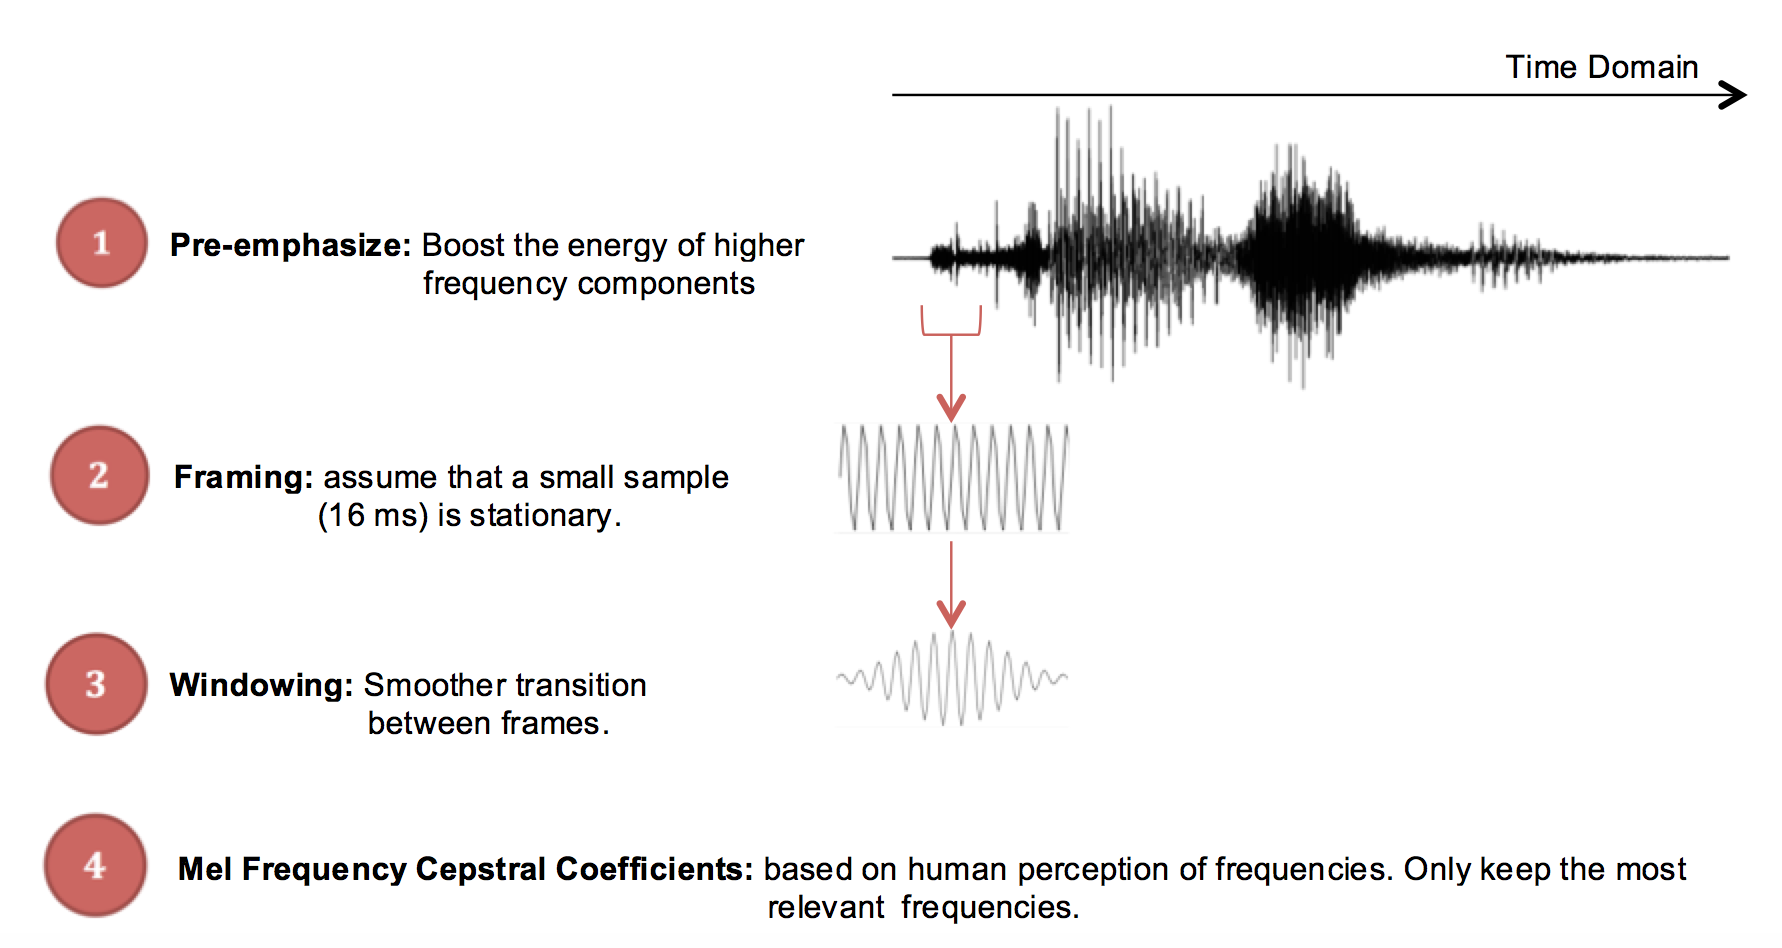 Time Domain
1
Pre-emphasize: Boost the energy of higher
frequency components
2
Framing: assume that a small sample
(16 ms) is stationary.
3
Windowing: Smoother transition
between frames.
4
Mel Frequency Cepstral Coefficients: based on human perception of frequencies. Only keep the most
relevant frequencies.